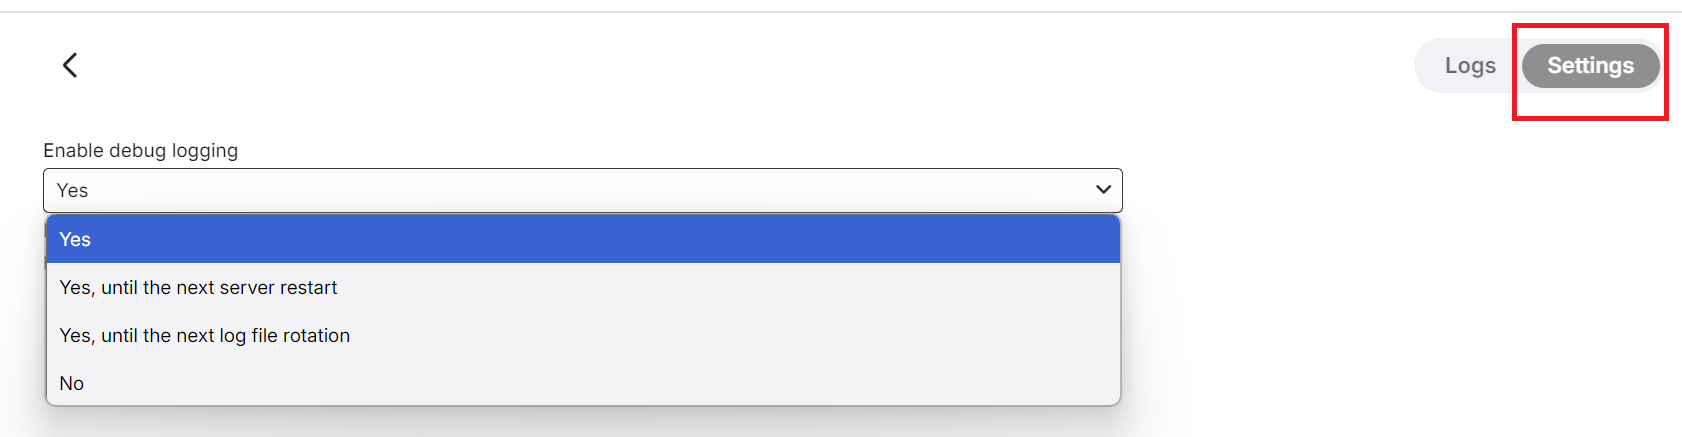 Logs
Settings
Enable debug logging
Yes
Yes
Yes, until the next server restart
Yes, until the next log file rotation
No